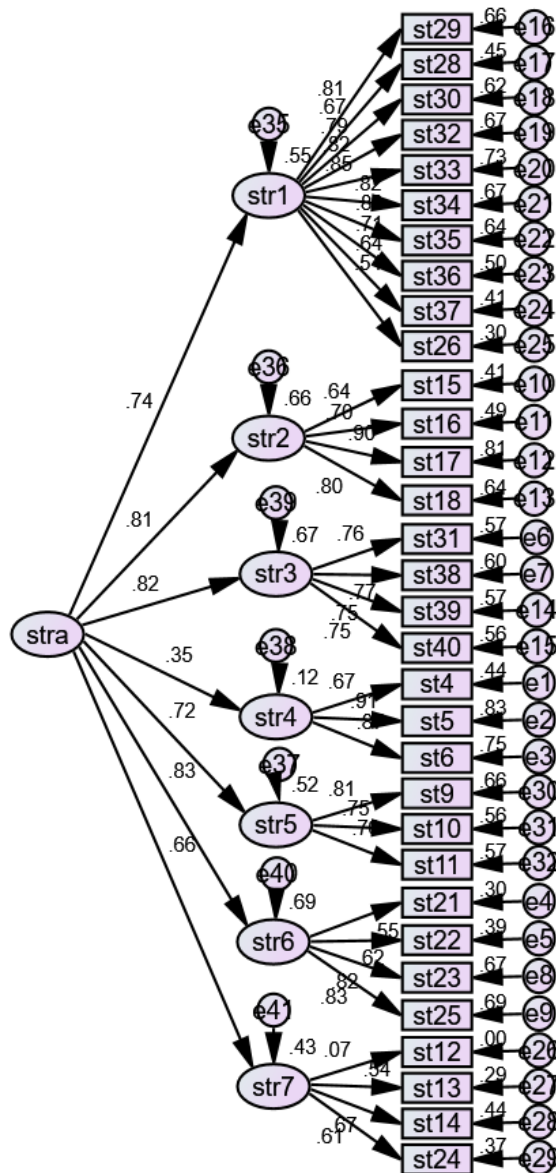 st29 .66 e16
st28 .45 e17
st30 .62 e18
st32 .67 e19
st33 .73 e20
st34 .67 e21
st35 .64 e22
st36 .50 e23
st37 .41 e24
st26 .30 e25
e35 .55 .81 .67 .79 .82 .85 .82 .71 .64 .54
str1
.74
st15 .41 e10
st16 .49 e11
st17 .81 e12
st18 .64 e13
e36 .66 .64 .70 .90 .80
str2
.81
st31 .57 e6
st38 .60 e7
st39 .57 e14
st40 .56 e15
e39 .67 .76 .77 .75 .75
str3
.82
stra
st4 .44 e1
st5 .83 e2
st6 .75 e3
e38 .12 .67 .91
str4
.35
st9 .66 e30
st10 .56 e31
st11 .57 e32
e37 .52 .81 .75
str5
.72
st21 .30 e4
st22 .39 e5
st23 .67 e8
st25 .69 e9
e40 .69 .55 .62 .82 .83
str6
.83
st12 .00 e26
st13 .29 e27
st14 .44 e28
st24 .37 e29
e41 .43 .07 .54 .67 .61
str7
.66